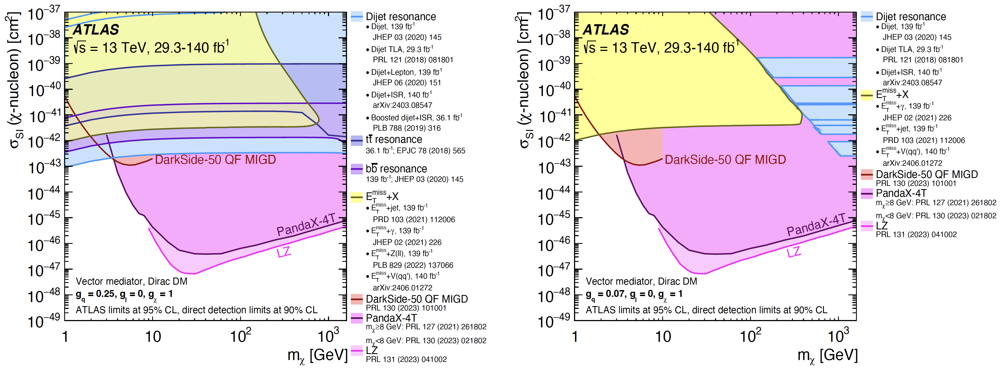 10−37
10−38
10−39
10−40
10−41
10−42
10−43
10−44
10−45
10−46
10−47
10−48
10−49
σSI (χ-nucleon) [cm2]
ATLAS
√s = 13 TeV, 29.3-140 fb-1
DarkSide-50 QF MIGD
PandaX-4T
LZ
Vector mediator, Dirac DM
gq = 0.25, gl = 0, gχ = 1
ATLAS limits at 95% CL, direct detection limits at 90% CL
1 10 102 103
mχ [GeV]
Dijet resonance
• Dijet, 139 fb-1
JHEP 03 (2020) 145
• Dijet TLA, 29.3 fb-1
PRL 121 (2018) 081801
• Dijet+Lepton, 139 fb-1
JHEP 06 (2020) 151
• Dijet+ISR, 140 fb-1
arXiv:2403.08547
• Boosted dijet+ISR, 36.1 fb-1
PLB 788 (2019) 316
tt̅ resonance
36.1 fb-1; EPJC 78 (2018) 565
bb̅ resonance
139 fb-1; JHEP 03 (2020) 145
ETmiss+X
• ETmiss+jet, 139 fb-1
PRD 103 (2021) 112006
• ETmiss+γ, 139 fb-1
JHEP 02 (2021) 226
• ETmiss+Z(ll), 139 fb-1
PLB 829 (2022) 137066
• ETmiss+V(qq'), 140 fb-1
arXiv:2406.01272
DarkSide-50 QF MIGD
PRL 130 (2023) 101001
PandaX-4T
mχ≥8 GeV: PRL 127 (2021) 261802
mχ<8 GeV: PRL 130 (2023) 021802
LZ
PRL 131 (2023) 041002
10−37
10−38
10−39
10−40
10−41
10−42
10−43
10−44
10−45
10−46
10−47
10−48
10−49
σSI (χ-nucleon) [cm2]
ATLAS
√s = 13 TeV, 29.3-140 fb-1
DarkSide-50 QF MIGD
PandaX-4T
LZ
Vector mediator, Dirac DM
gq = 0.07, gl = 0, gχ = 1
ATLAS limits at 95% CL, direct detection limits at 90% CL
1 10 102 103
mχ [GeV]
Dijet resonance
• Dijet, 139 fb-1
JHEP 03 (2020) 145
• Dijet TLA, 29.3 fb-1
PRL 121 (2018) 081801
• Dijet+ISR, 140 fb-1
arXiv:2403.08547
ETmiss+X
• ETmiss+γ, 139 fb-1
JHEP 02 (2021) 226
• ETmiss+jet, 139 fb-1
PRD 103 (2021) 112006
• ETmiss+V(qq'), 140 fb-1
arXiv:2406.01272
DarkSide-50 QF MIGD
PRL 130 (2023) 101001
PandaX-4T
mχ≥8 GeV: PRL 127 (2021) 261802
mχ<8 GeV: PRL 130 (2023) 021802
LZ
PRL 131 (2023) 041002